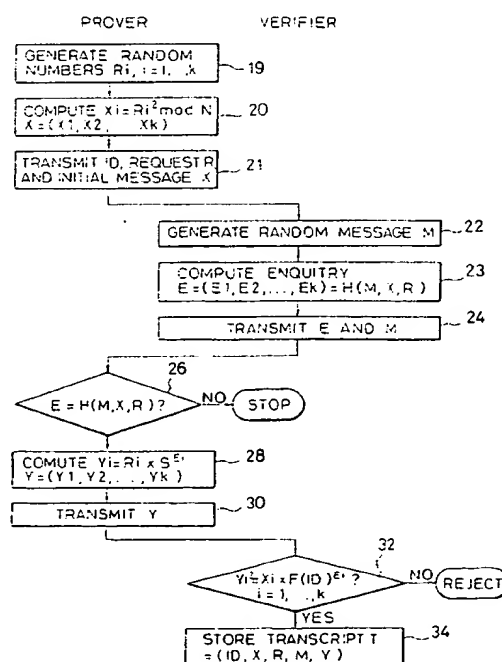 PROVER VERIFIER
GENERATE RANDOM
NUMBERS Ri, i=1, . ,k
19
COMPUTE Xi=Ri² mod N
X=(X1,X2, Xk)
20
TRANSMIT ID, REQUEST R
AND INITIAL MESSAGE X
21
GENERATE RANDOM MESSAGE M
22
COMPUTE ENQUITRY
E=(E1,E2,...,Ek)=H(M,X,R)
23
TRANSMIT E AND M
24
26
E=H(M,X,R)?
NO
STOP
COMUTE Yi=Ri x S^Ei
Y=(Y1,Y2,...,Yk)
28
TRANSMIT Y
30
32
Yi²=Xi x F(ID)^Ei ?
i=1, . ,k
NO
REJECT
YES
STORE TRANSCRIPT T
=(ID,X,R,M,Y)
34